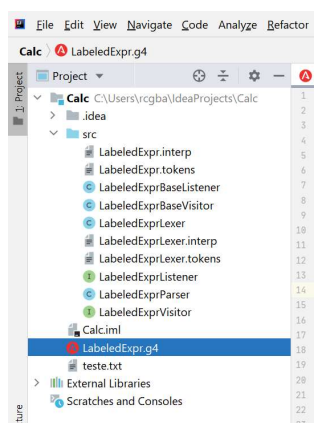 File Edit View Navigate Code Analyze Refactor
Calc LabeledExpr.g4
1: Project
Project
Calc C:\Users\rcgba\IdeaProjects\Calc
.idea
src
LabeledExpr.interp
LabeledExpr.tokens
LabeledExprBaseListener
LabeledExprBaseVisitor
LabeledExprLexer
LabeledExprLexer.interp
LabeledExprLexer.tokens
LabeledExprListener
LabeledExprParser
LabeledExprVisitor
Calc.iml
LabeledExpr.g4
teste.txt
External Libraries
Scratches and Consoles
1
2
3
4
5
6
7
8
9
10
11
12
13
14
15
16
17
18
19
20
21
22